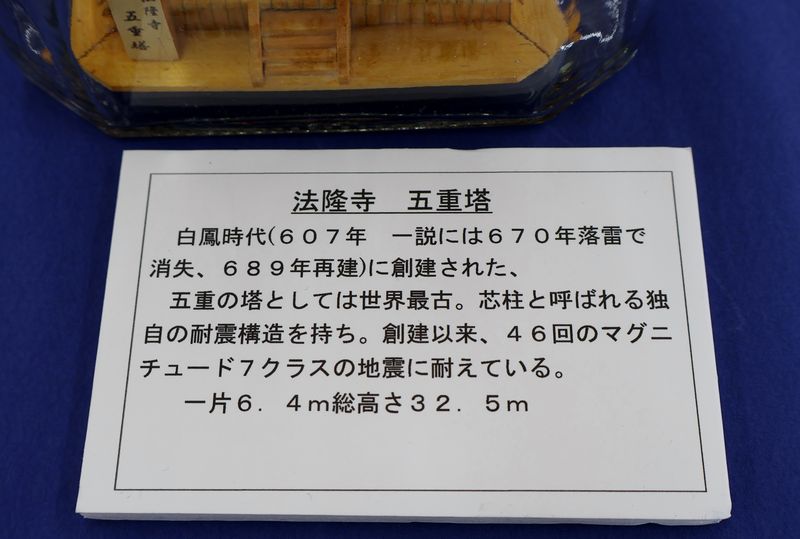 法隆寺
五重塔
法隆寺　五重塔
白鳳時代(６０７年　一説には６７０年落雷で
消失、６８９年再建)に創建された、
五重の塔としては世界最古。芯柱と呼ばれる独
自の耐震構造を持ち。創建以来、４６回のマグニ
チュード７クラスの地震に耐えている。
一片６．４ｍ総高さ３２．５ｍ